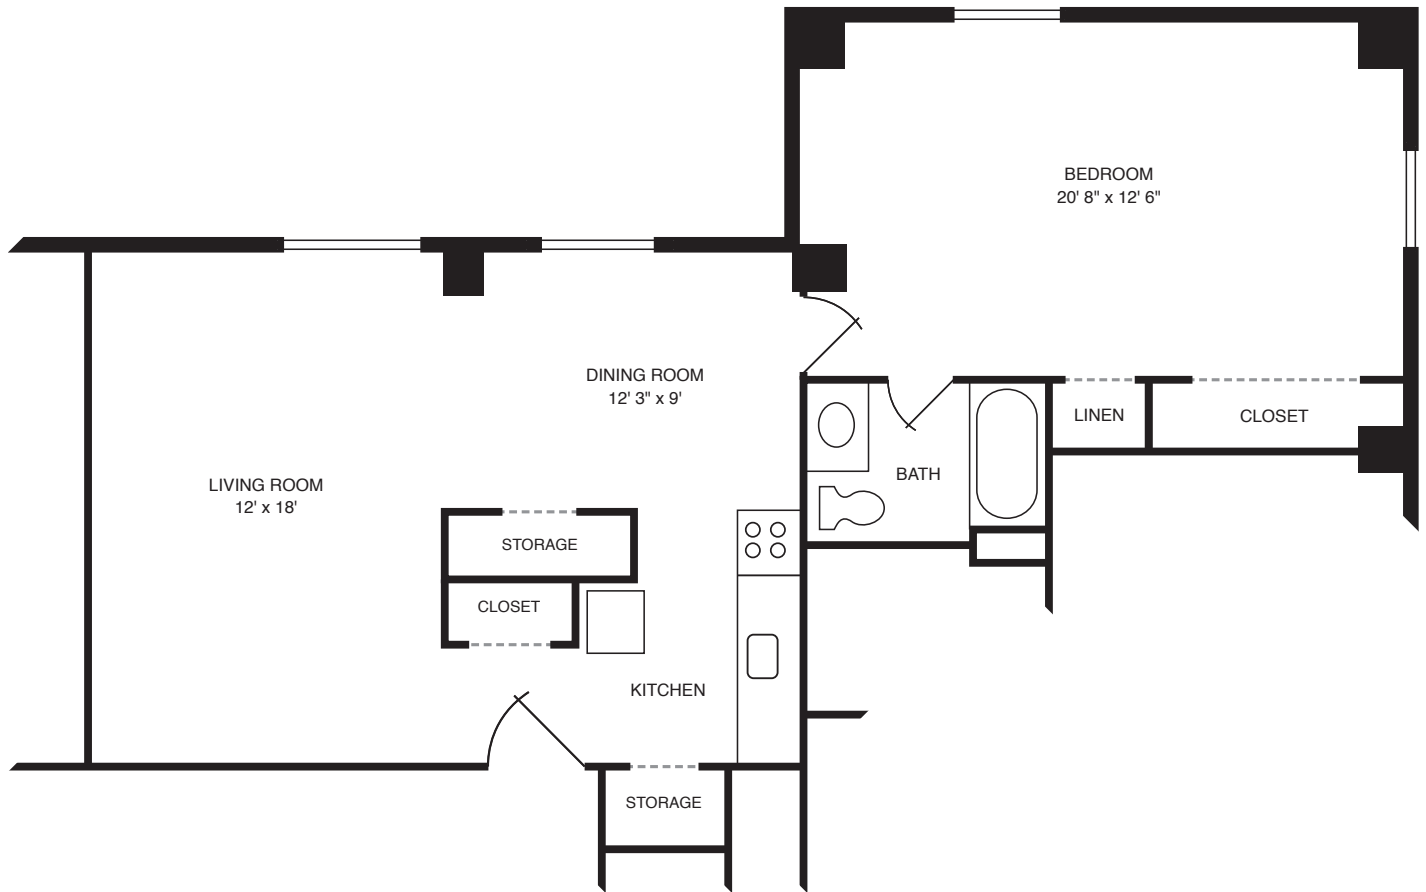 BEDROOM
20' 8" x 12' 6"
DINING ROOM
12' 3" x 9'
LINEN
CLOSET
BATH
LIVING ROOM
12' x 18'
STORAGE
CLOSET
KITCHEN
STORAGE